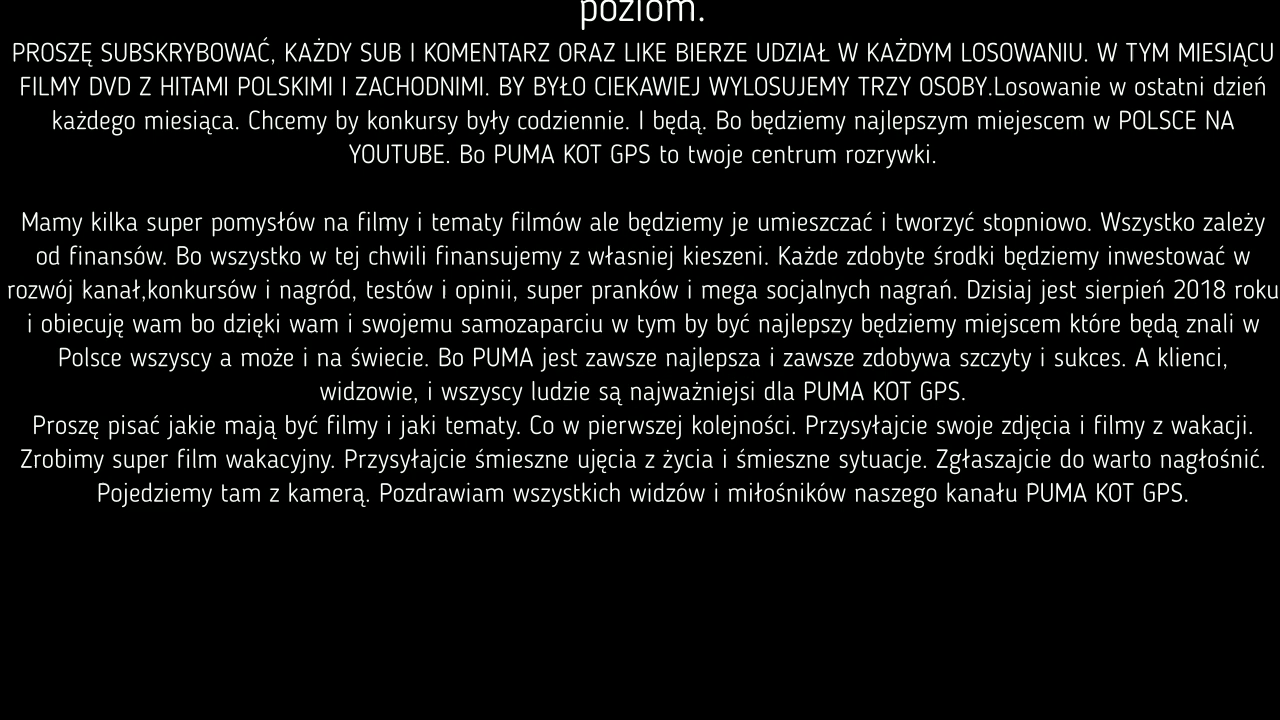 poziom.
PROSZĘ SUBSKRYBOWAĆ, KAŻDY SUB I KOMENTARZ ORAZ LIKE BIERZE UDZIAŁ W KAŻDYM LOSOWANIU. W TYM MIESIĄCU
FILMY DVD Z HITAMI POLSKIMI I ZACHODNIMI. BY BYŁO CIEKAWIEJ WYLOSUJEMY TRZY OSOBY.Losowanie w ostatni dzień
każdego miesiąca. Chcemy by konkursy były codziennie. I będą. Bo będziemy najlepszym miejescem w POLSCE NA
YOUTUBE. Bo PUMA KOT GPS to twoje centrum rozrywki.
Mamy kilka super pomysłów na filmy i tematy filmów ale będziemy je umieszczać i tworzyć stopniowo. Wszystko zależy
od finansów. Bo wszystko w tej chwili finansujemy z własniej kieszeni. Każde zdobyte środki będziemy inwestować w
rozwój kanał,konkursów i nagród, testów i opinii, super pranków i mega socjalnych nagrań. Dzisiaj jest sierpień 2018 roku
i obiecuję wam bo dzięki wam i swojemu samozaparciu w tym by być najlepszy będziemy miejscem które będą znali w
Polsce wszyscy a może i na świecie. Bo PUMA jest zawsze najlepsza i zawsze zdobywa szczyty i sukces. A klienci,
widzowie, i wszyscy ludzie są najważniejsi dla PUMA KOT GPS.
Proszę pisać jakie mają być filmy i jaki tematy. Co w pierwszej kolejności. Przysyłajcie swoje zdjęcia i filmy z wakacji.
Zrobimy super film wakacyjny. Przysyłajcie śmieszne ujęcia z życia i śmieszne sytuacje. Zgłaszajcie do warto nagłośnić.
Pojedziemy tam z kamerą. Pozdrawiam wszystkich widzów i miłośników naszego kanału PUMA KOT GPS.